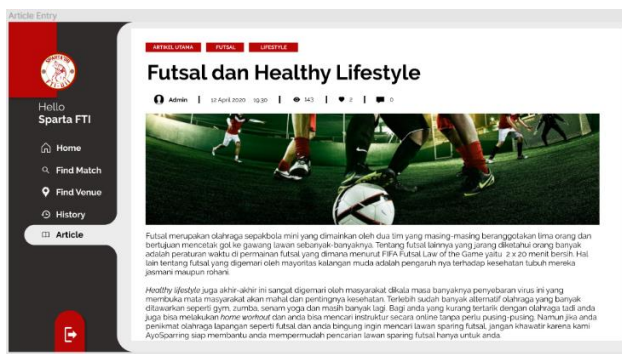 Article Entry
SPARTA FTI
Hello
Sparta FTI
Home
Find Match
Find Venue
History
Article
ARTIKEL UTAMA FUTSAL LIFESTYLE
Futsal dan Healthy Lifestyle
Admin | 12 April 2020 19.30 | 143 | 2 | 0
Futsal merupakan olahraga sepakbola mini yang dimainkan oleh dua tim yang masing-masing beranggotakan lima orang dan
bertujuan mencetak gol ke gawang lawan sebanyak-banyaknya. Tentang futsal lainnya yang jarang diketahui orang banyak
adalah peraturan waktu di permainan futsal yang dimana menurut FIFA Futsal Law of the Game yaitu 2 x 20 menit bersih. Hal
lain tentang futsal yang digemari oleh mayoritas kalangan muda adalah pengaruh nya terhadap kesehatan tubuh mereka
jasmani maupun rohani.
Healthy lifestyle juga akhir-akhir ini sangat digemari oleh masyarakat dikala masa banyaknya penyebaran virus ini yang
membuka mata masyarakat akan mahal dan pentingnya kesehatan. Terlebih sudah banyak alternatif olahraga yang banyak
ditawarkan seperti gym, zumba, senam yoga dan masih banyak lagi. Bagi anda yang kurang tertarik dengan olahraga tadi anda
juga bisa melakukan home workout dan anda bisa mencari instruktur secara online tanpa perlu pusing-pusing. Namun jika anda
penikmat olahraga lapangan seperti futsal dan anda bingung ingin mencari lawan sparing futsal, jangan khawatir karena kami
AyoSparring siap membantu anda mempermudah pencarian lawan sparing futsal hanya untuk anda.